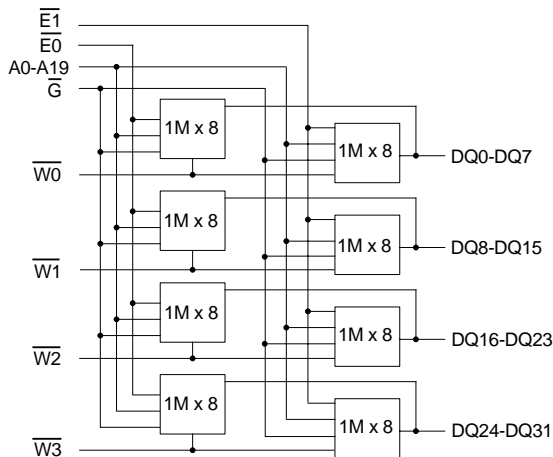 E1
E0
A0-A19
G
1M x 8
1M x 8
W0
DQ0-DQ7
1M x 8
1M x 8
W1
DQ8-DQ15
1M x 8
1M x 8
W2
DQ16-DQ23
1M x 8
1M x 8
W3
DQ24-DQ31